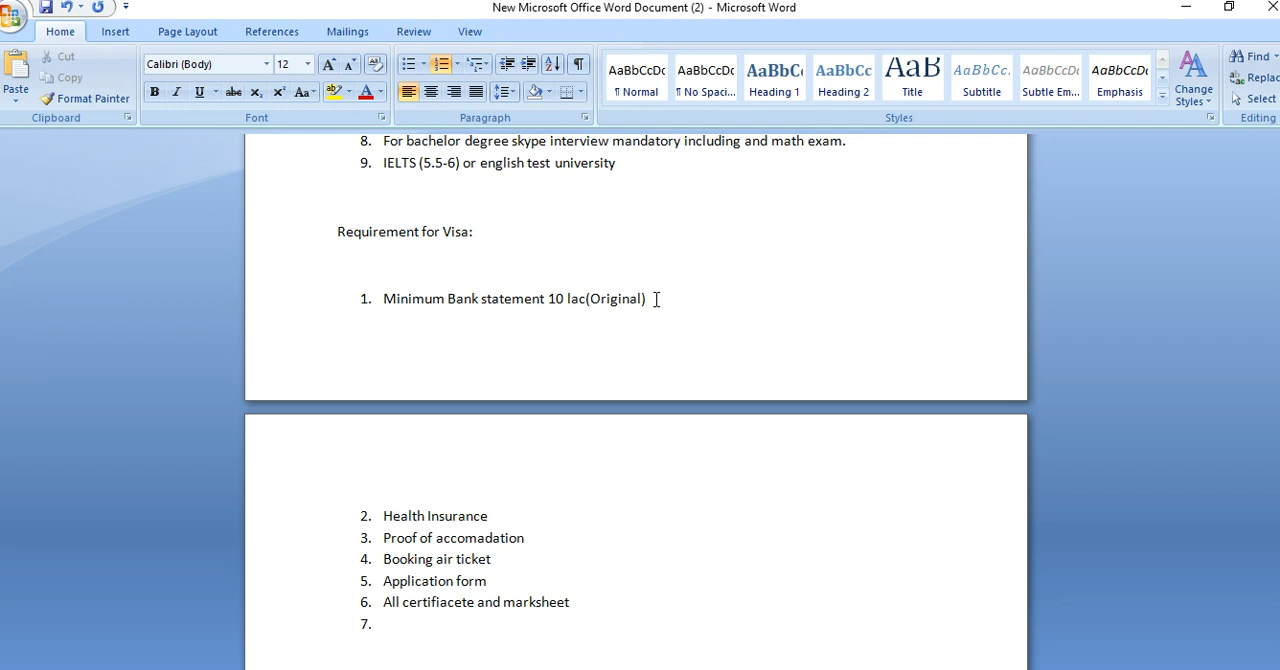 New Microsoft Office Word Document (2) - Microsoft Word
Home Insert Page Layout References Mailings Review View
Paste
Cut
Copy
Format Painter
Clipboard
Calibri (Body) 12
Font
Paragraph
AaBbCcDc AaBbCcDc AaBbC AaBbCc AaB AaBbCc. AaBbCcDc AaBbCcDc
¶ Normal ¶ No Spaci... Heading 1 Heading 2 Title Subtitle Subtle Em... Emphasis
Change
Styles
Styles
Find
Replac
Select
Editing
8. For bachelor degree skype interview mandatory including and math exam.
9. IELTS (5.5-6) or english test university
Requirement for Visa:
1. Minimum Bank statement 10 lac(Original)
2. Health Insurance
3. Proof of accomadation
4. Booking air ticket
5. Application form
6. All certifiacete and marksheet
7.